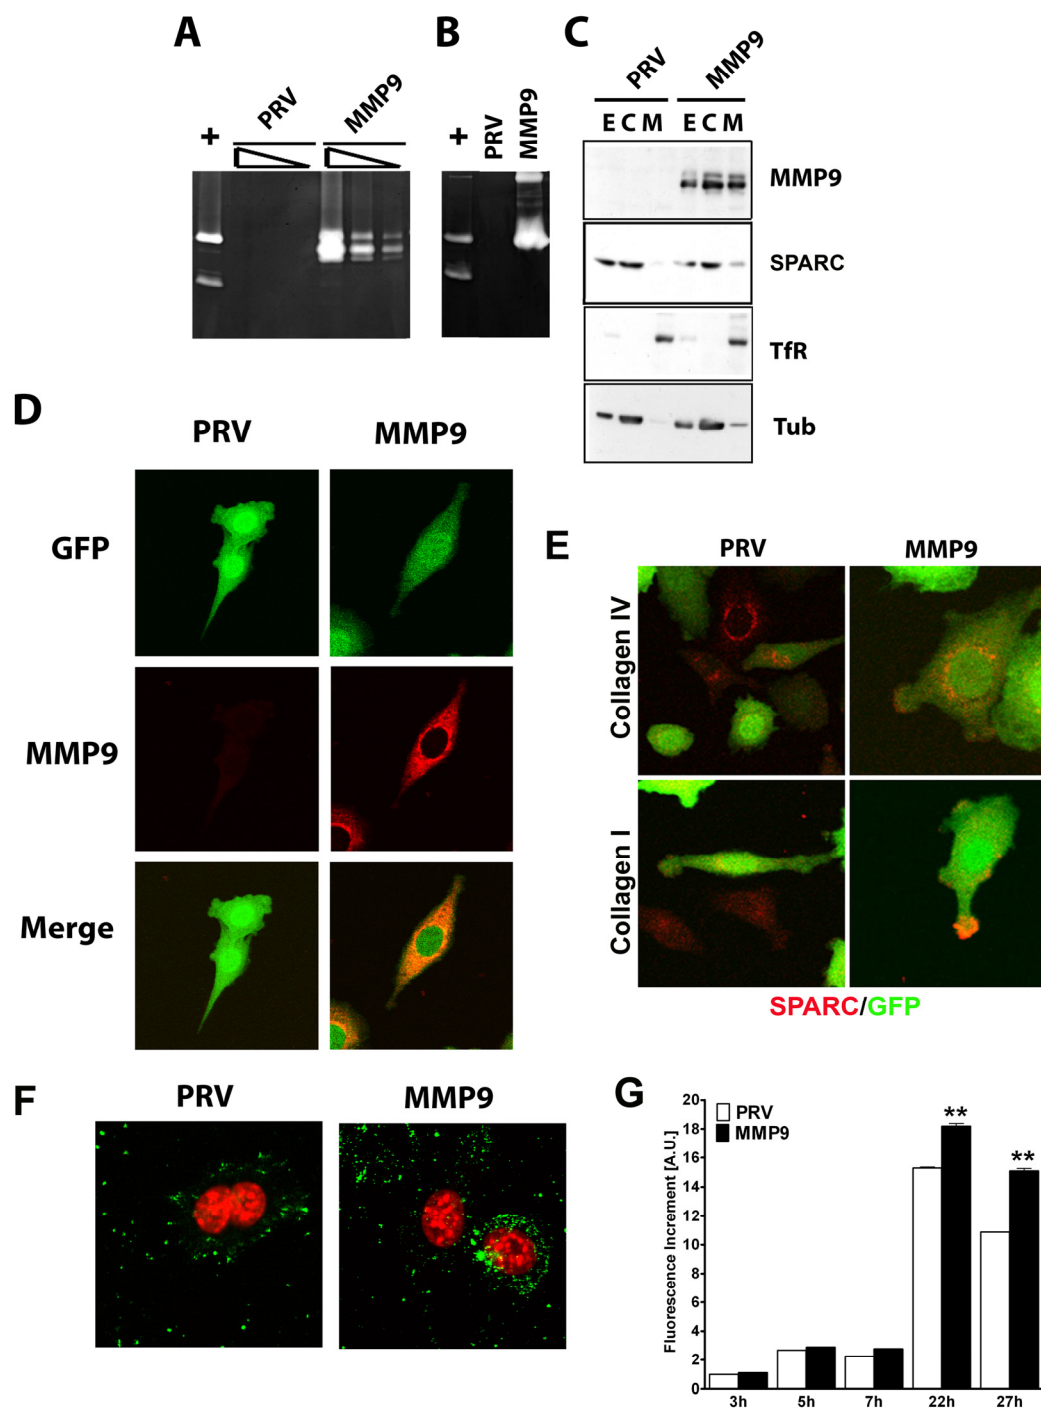 A
B
C
PRV
MMP9
+
PRV
MMP9
+
PRV
MMP9
E C M
E C M
MMP9
SPARC
TfR
Tub
D
PRV
MMP9
GFP
MMP9
Merge
E
PRV
MMP9
Collagen IV
Collagen I
SPARC/GFP
F
PRV
MMP9
G
PRV
MMP9
**
**
Fluorescence Increment [A.U.]
20
18
16
14
12
10
8
6
4
2
0
3h
5h
7h
22h
27h